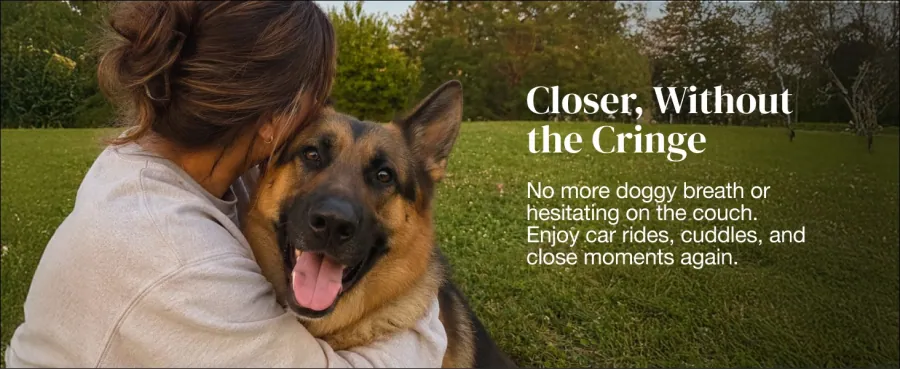 Closer, Without
the Cringe
No more doggy breath or
hesitating on the couch.
Enjoy car rides, cuddles, and
close moments again.